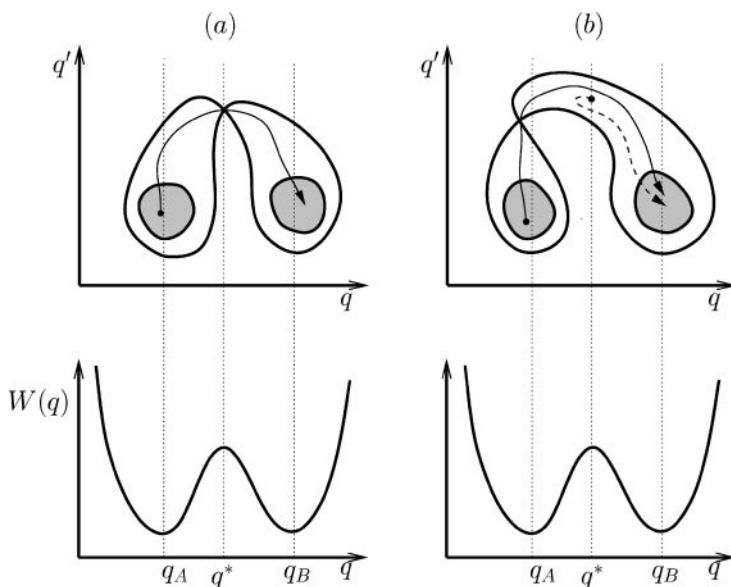 (a) (b)
q′ q′
q q
W(q)
q_A q* q_B q q_A q* q_B q